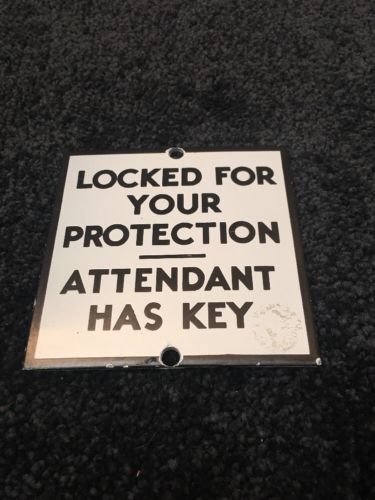 LOCKED FOR
YOUR
PROTECTION
ATTENDANT
HAS KEY